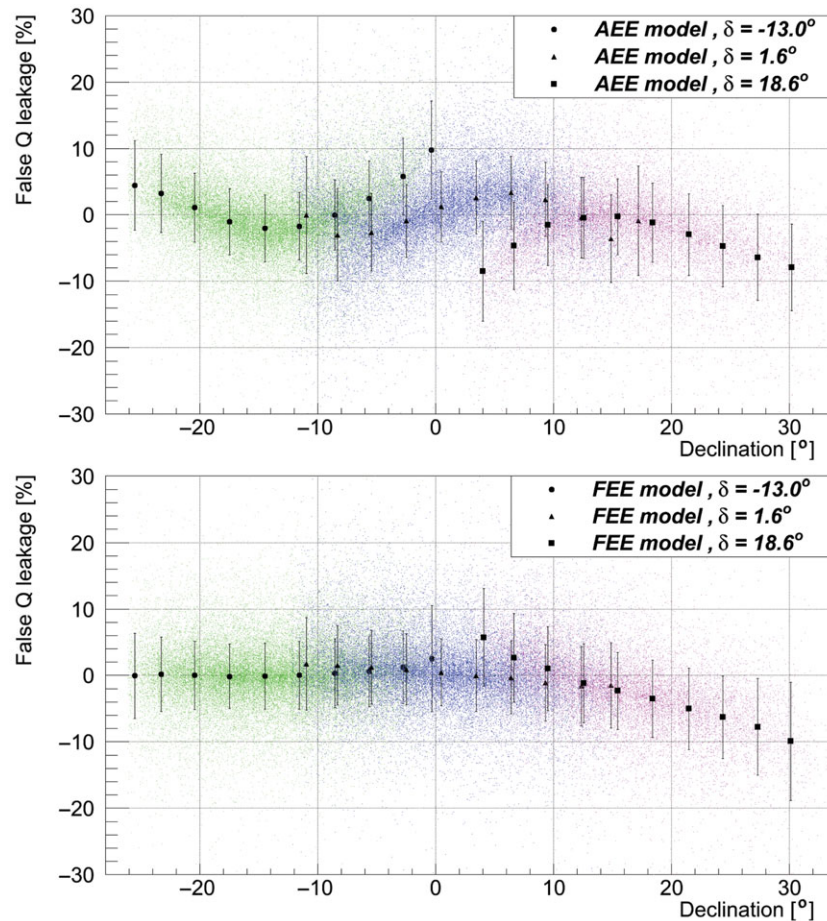 False Q leakage [%]
30
20
10
0
−10
−20
−30
AEE model , δ = -13.0°
AEE model , δ = 1.6°
AEE model , δ = 18.6°
−20
−10
0
10
20
30
Declination [°]
False Q leakage [%]
30
20
10
0
−10
−20
−30
FEE model , δ = -13.0°
FEE model , δ = 1.6°
FEE model , δ = 18.6°
−20
−10
0
10
20
30
Declination [°]